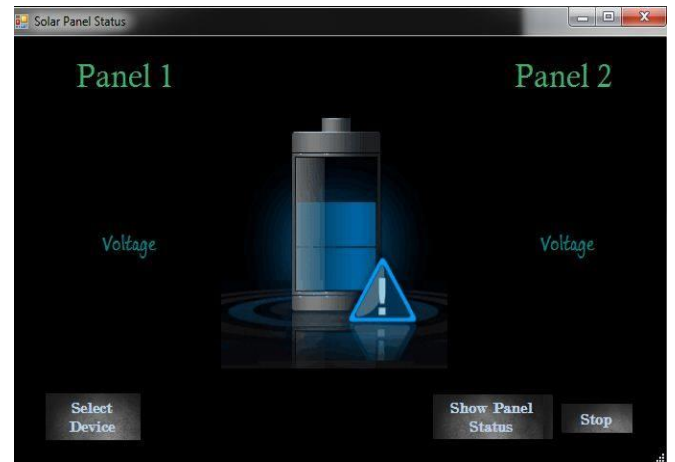 Solar Panel Status
Panel 1
Panel 2
Voltage
Voltage
Select
Device
Show Panel
Status
Stop